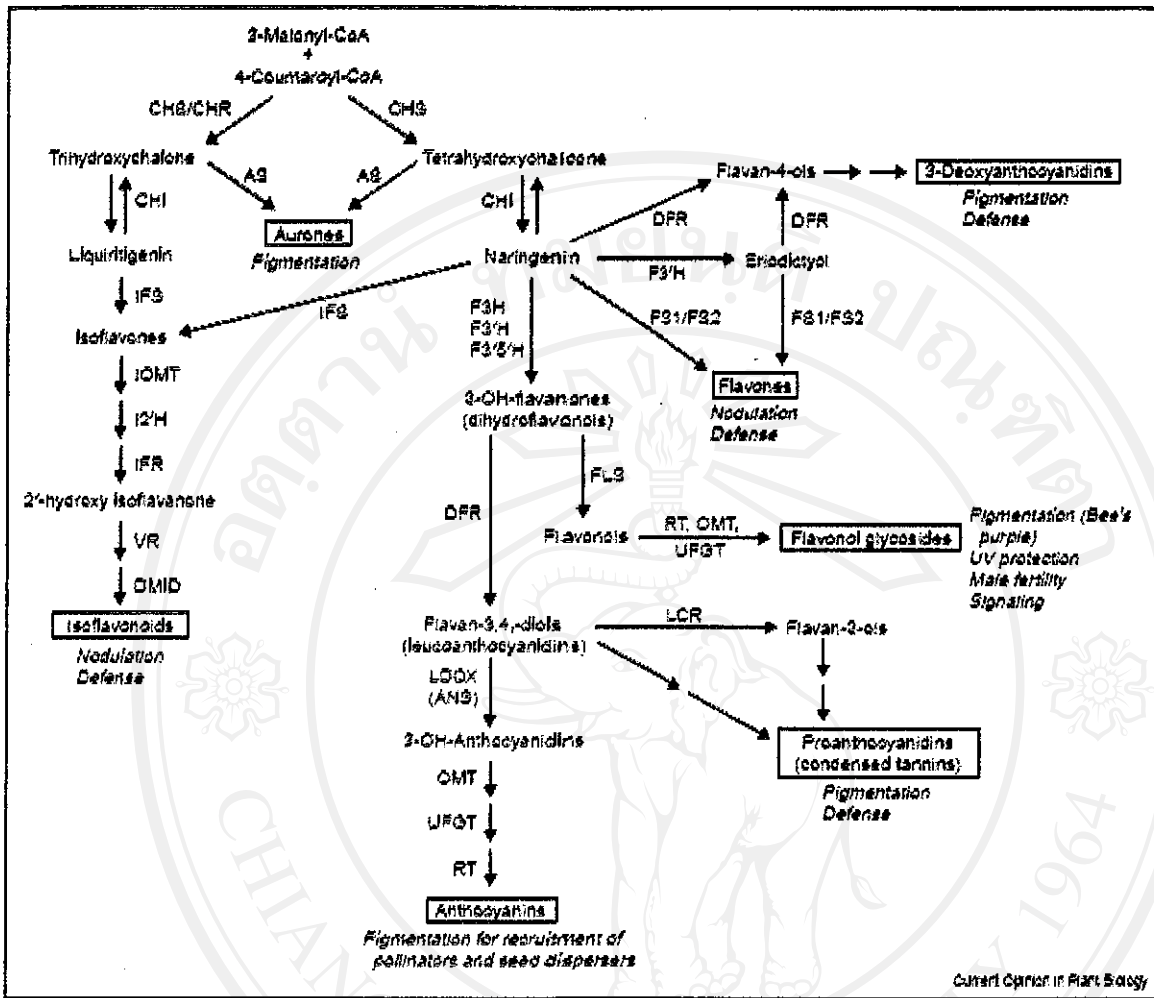 3-Malonyl-CoA
+
4-Coumaroyl-CoA
CHS/CHR
CHS
Trihydroxychalone
Tetrahydroxychalcone
Flavan-4-ols
3-Deoxyanthocyanidins
Pigmentation
Defense
AS
AS
CHI
CHI
DFR
DFR
Aurones
Pigmentation
Liquiritigenin
Naringenin
F3'H
Eriodictyol
IFS
IFS
F3H
F3'H
F3'5'H
FS1/FS2
FS1/FS2
Isoflavones
Flavones
Nodulation
Defense
IOMT
I2'H
IFR
3-OH-flavanones
(dihydroflavonols)
2'-hydroxy isoflavanone
FLS
DFR
Flavonols
RT, OMT,
UFGT
Flavonol glycosides
Pigmentation (Bee's
purple)
UV protection
Male fertility
Signaling
VR
DMID
Isoflavonoids
Nodulation
Defense
Flavan-3,4,-diols
(leucoanthocyanidins)
LCR
Flavan-3-ols
LDOX
(ANS)
3-OH-Anthocyanidins
Proanthocyanidins
(condensed tannins)
Pigmentation
Defense
OMT
UFGT
RT
Anthocyanins
Pigmentation for recruitment of
pollinators and seed dispersers
Current Opinion in Plant Biology
1964